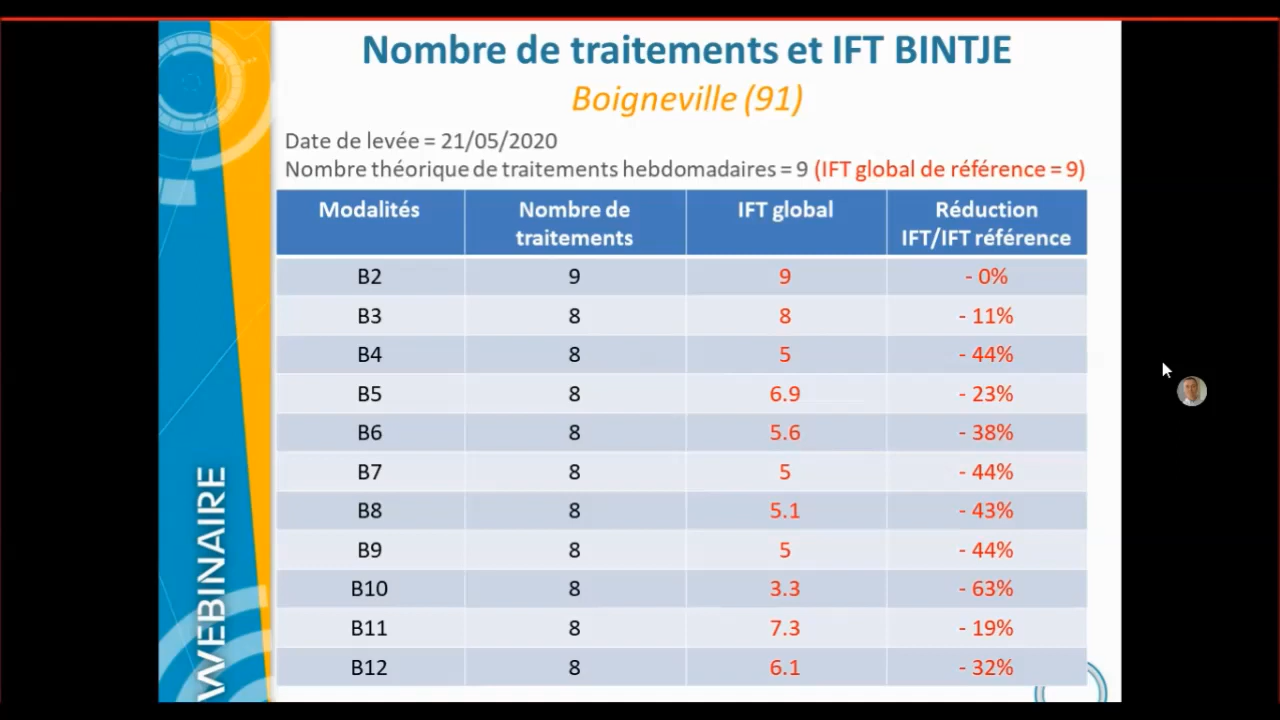 Nombre de traitements et IFT BINTJE
Boigneville (91)
Date de levée = 21/05/2020
Nombre théorique de traitements hebdomadaires = 9 (IFT global de référence = 9)
Modalités Nombre de traitements IFT global Réduction IFT/IFT référence
B2 9 9 - 0%
B3 8 8 - 11%
B4 8 5 - 44%
B5 8 6.9 - 23%
B6 8 5.6 - 38%
B7 8 5 - 44%
B8 8 5.1 - 43%
B9 8 5 - 44%
B10 8 3.3 - 63%
B11 8 7.3 - 19%
B12 8 6.1 - 32%
WEBINAIRE